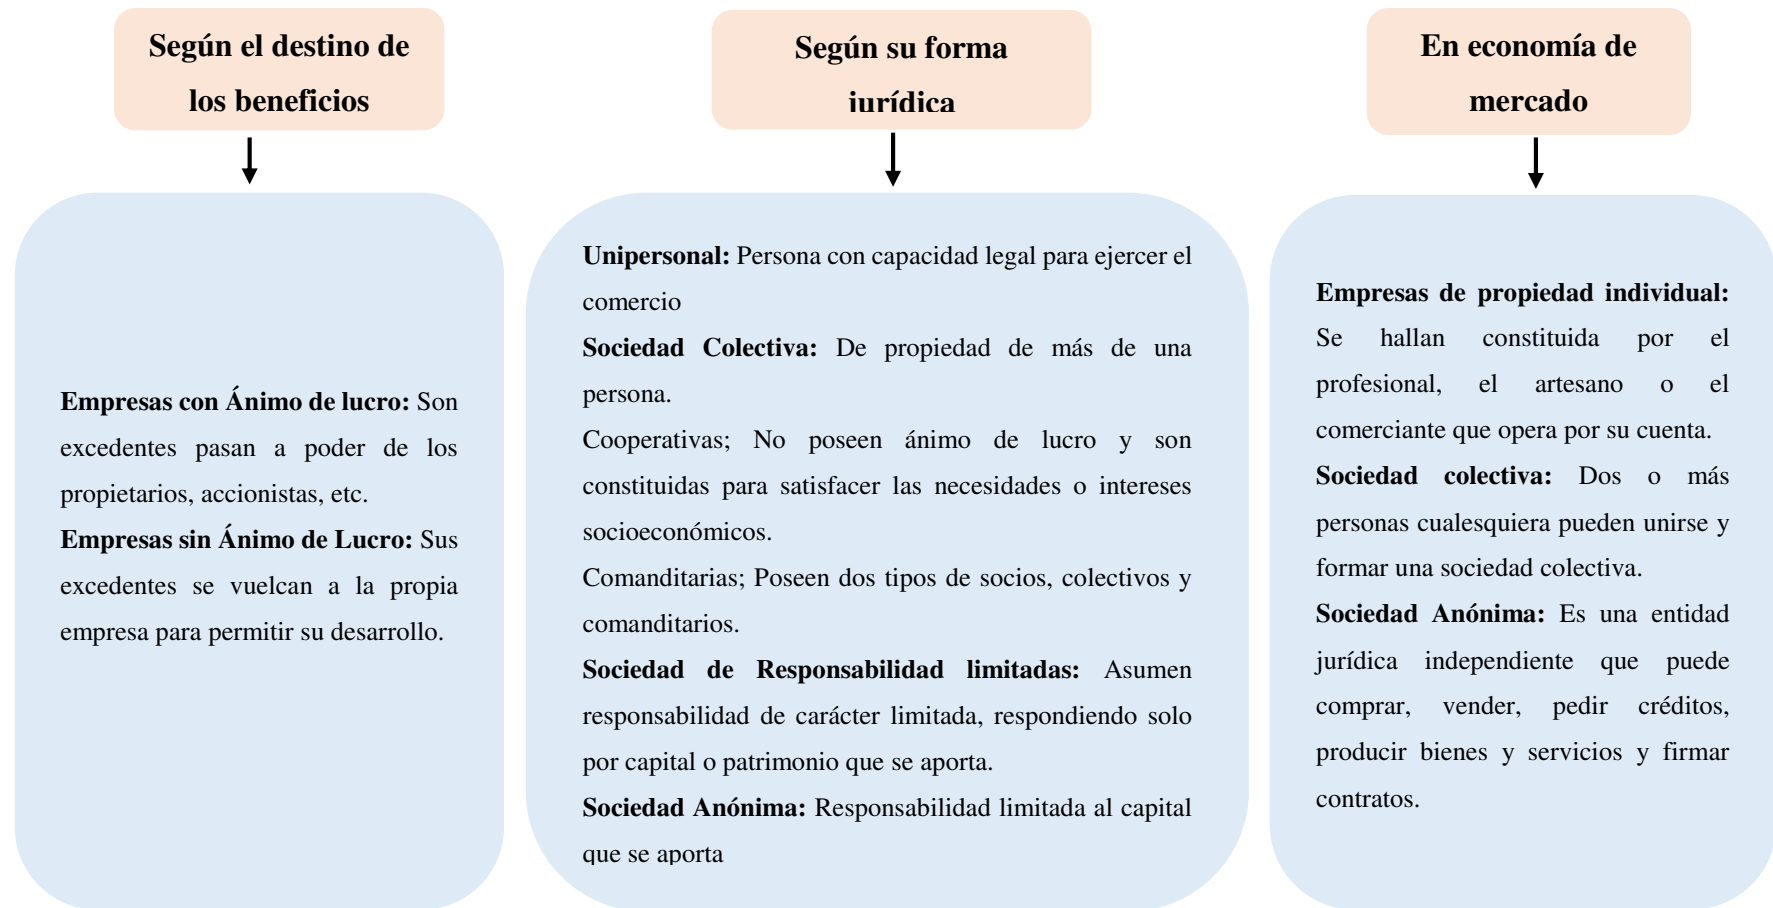 Según el destino de
los beneficios
Empresas con Ánimo de lucro: Son
excedentes pasan a poder de los
propietarios, accionistas, etc.
Empresas sin Ánimo de Lucro: Sus
excedentes se vuelcan a la propia
empresa para permitir su desarrollo.
Según su forma
jurídica
Unipersonal: Persona con capacidad legal para ejercer el
comercio
Sociedad Colectiva: De propiedad de más de una
persona.
Cooperativas; No poseen ánimo de lucro y son
constituidas para satisfacer las necesidades o intereses
socioeconómicos.
Comanditarias; Poseen dos tipos de socios, colectivos y
comanditarios.
Sociedad de Responsabilidad limitadas: Asumen
responsabilidad de carácter limitada, respondiendo solo
por capital o patrimonio que se aporta.
Sociedad Anónima: Responsabilidad limitada al capital
que se aporta
En economía de
mercado
Empresas de propiedad individual:
Se hallan constituida por el
profesional, el artesano o el
comerciante que opera por su cuenta.
Sociedad colectiva: Dos o más
personas cualesquiera pueden unirse y
formar una sociedad colectiva.
Sociedad Anónima: Es una entidad
jurídica independiente que puede
comprar, vender, pedir créditos,
producir bienes y servicios y firmar
contratos.